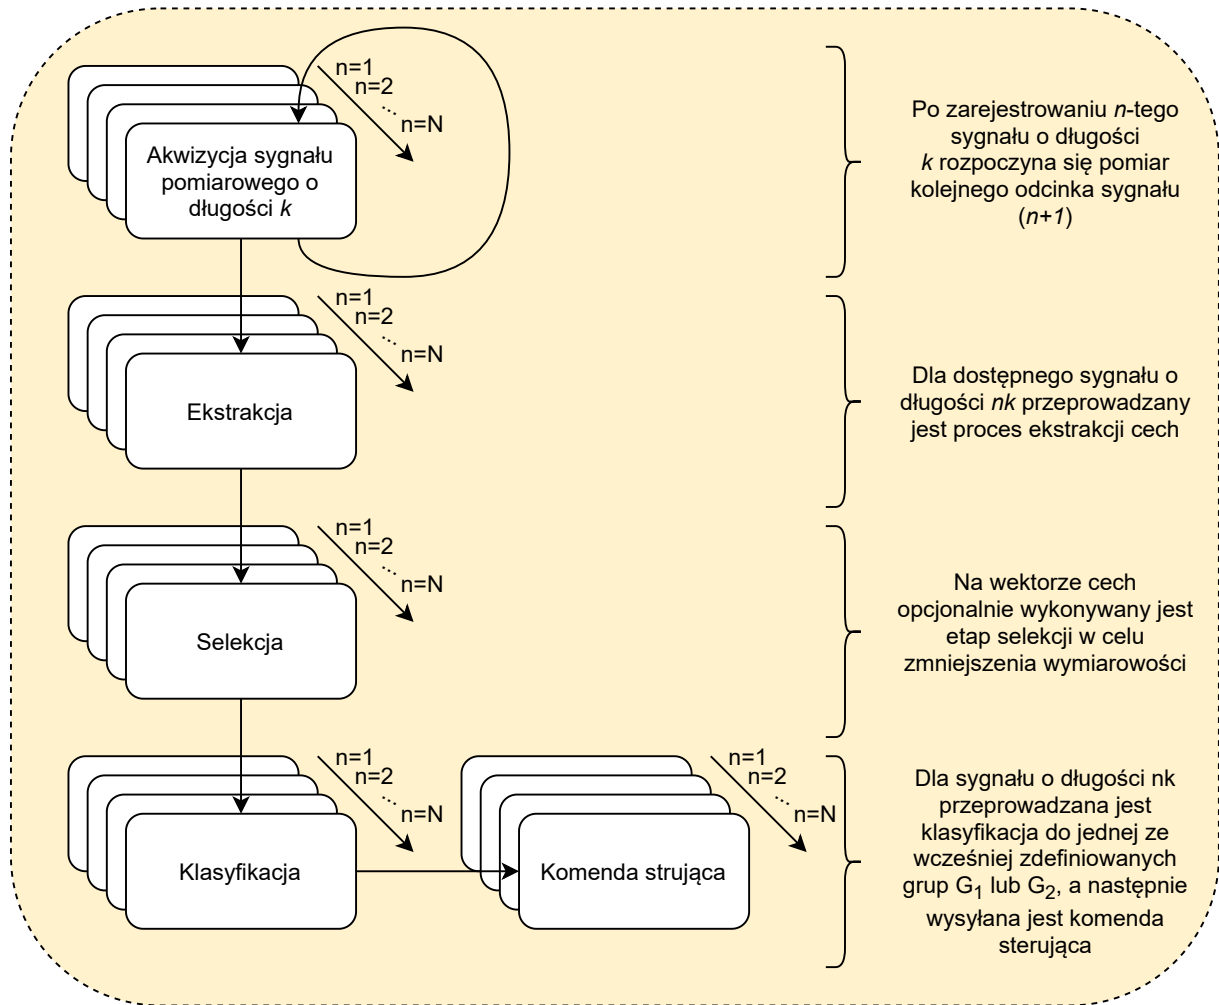 n=1
n=2
...
n=N
Akwizycja sygnału
pomiarowego o
długości k
Po zarejestrowaniu n-tego
sygnału o długości
k rozpoczyna się pomiar
kolejnego odcinka sygnału
(n+1)
n=1
n=2
...
n=N
Ekstrakcja
Dla dostępnego sygnału o
długości nk przeprowadzany
jest proces ekstrakcji cech
n=1
n=2
...
n=N
Selekcja
Na wektorze cech
opcjonalnie wykonywany jest
etap selekcji w celu
zmniejszenia wymiarowości
n=1
n=2
...
n=N
Klasyfikacja
n=1
n=2
...
n=N
Komenda strująca
Dla sygnału o długości nk
przeprowadzana jest
klasyfikacja do jednej ze
wcześniej zdefiniowanych
grup G1 lub G2, a następnie
wysyłana jest komenda
sterująca